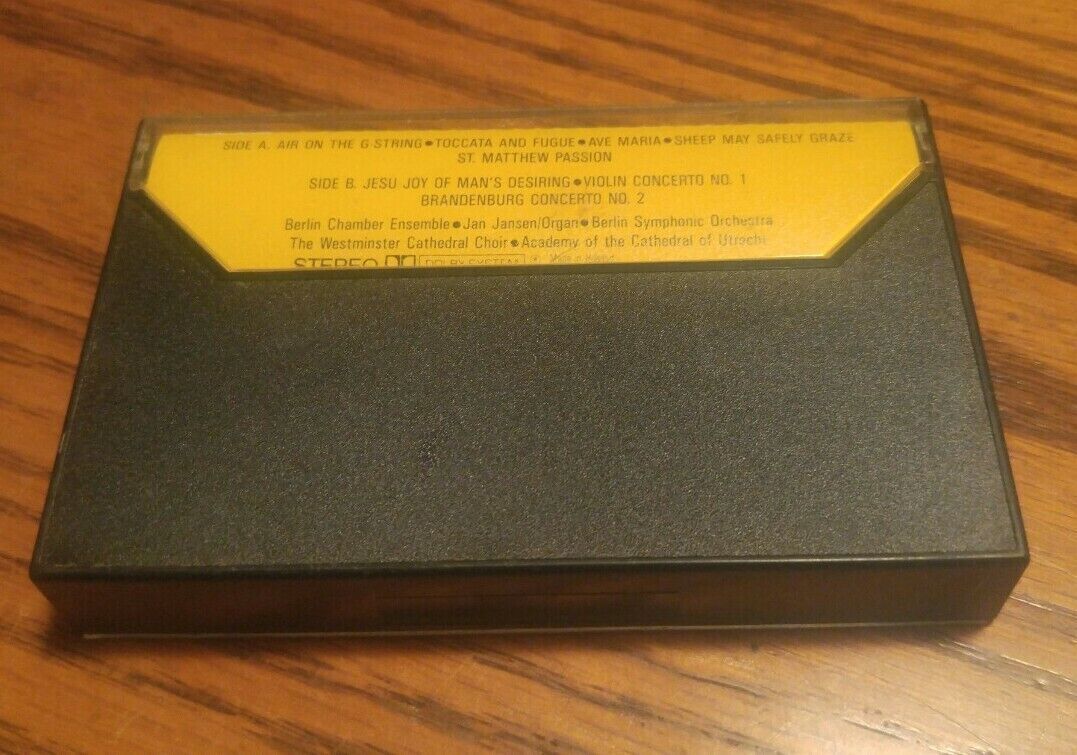 SIDE A. AIR ON THE G-STRING●TOCCATA AND FUGUE●AVE MARIA●SHEEP MAY SAFELY GRAZE
ST. MATTHEW PASSION
SIDE B. JESU JOY OF MAN'S DESIRING●VIOLIN CONCERTO NO. 1
BRANDENBURG CONCERTO NO. 2
Berlin Chamber Ensemble●Jan Jansen/Organ●Berlin Symphonic Orchestra
The Westminster Cathedral Choir●Academy of the Cathedral of Utrecht
STEREO DOLBY SYSTEM ℗ Made in